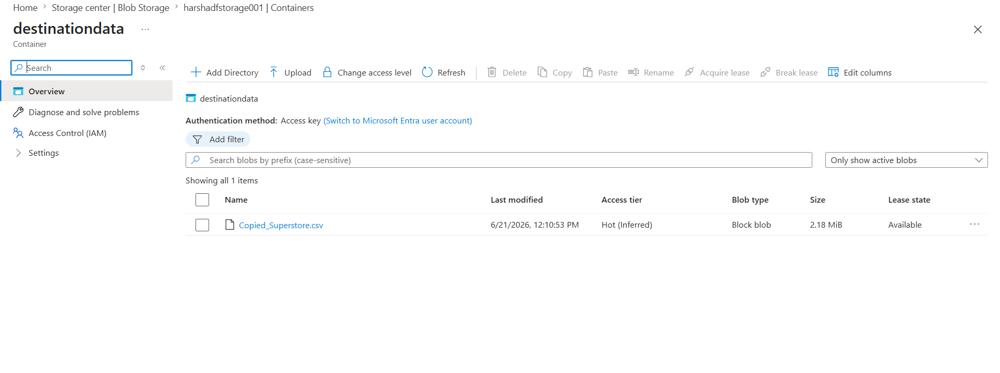 Home > Storage center | Blob Storage > harshadfstorage001 | Containers
destinationdata ...
Container
Search
Add Directory Upload Change access level Refresh Delete Copy Paste Rename Acquire lease Break lease Edit columns
Overview
Diagnose and solve problems
Access Control (IAM)
Settings
destinationdata
Authentication method: Access key (Switch to Microsoft Entra user account)
Add filter
Search blobs by prefix (case-sensitive) Only show active blobs
Showing all 1 items
Name Last modified Access tier Blob type Size Lease state
Copied_Superstore.csv 6/21/2026, 12:10:53 PM Hot (Inferred) Block blob 2.18 MiB Available ...